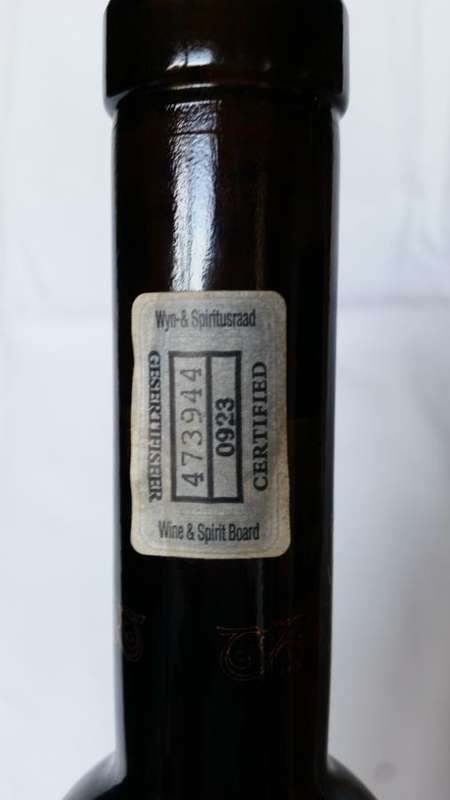 Wyn- & Spiritusraad
GESERTIFISEER
473944
0923
CERTIFIED
Wine & Spirit Board